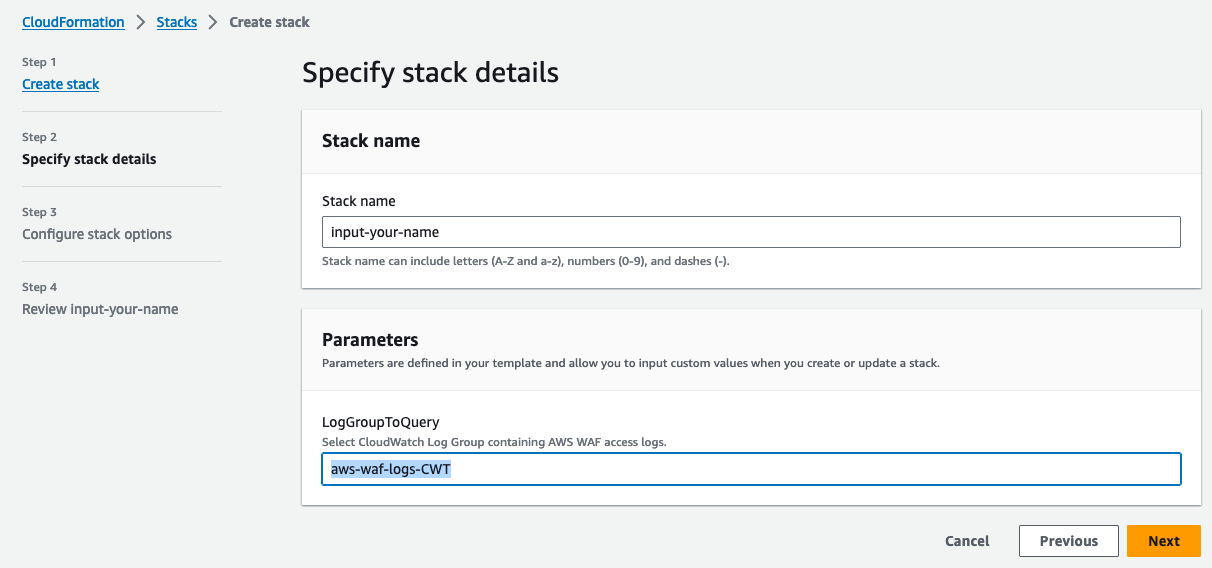 CloudFormation > Stacks > Create stack
Step 1
Create stack
Step 2
Specify stack details
Step 3
Configure stack options
Step 4
Review input-your-name
Specify stack details
Stack name
Stack name
input-your-name
Stack name can include letters (A-Z and a-z), numbers (0-9), and dashes (-).
Parameters
Parameters are defined in your template and allow you to input custom values when you create or update a stack.
LogGroupToQuery
Select CloudWatch Log Group containing AWS WAF access logs.
aws-waf-logs-CWT
Cancel Previous Next